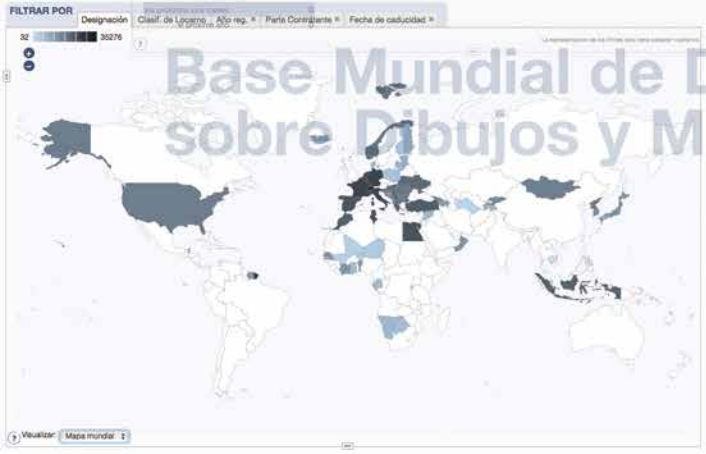 FILTRAR POR
Designación
Clasif. de Locarno
Año reg.
Parte Contratante
Fecha de caducidad
32
35276
Base Mundial de D
sobre Dibujos y M
Visualizar:
Mapa mundial